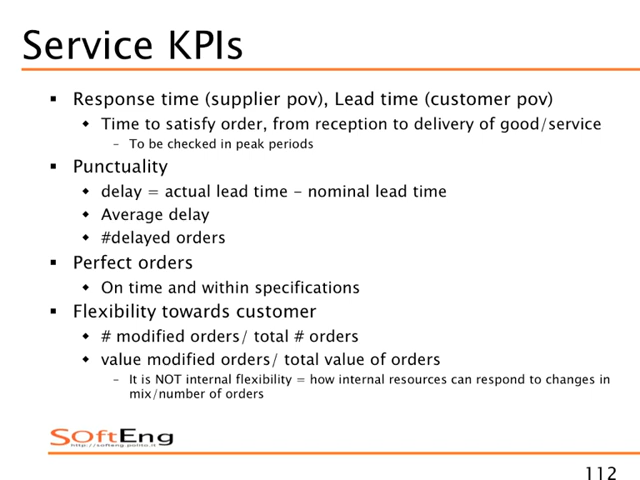 Service KPIs
▪ Response time (supplier pov), Lead time (customer pov)
◆ Time to satisfy order, from reception to delivery of good/service
– To be checked in peak periods
▪ Punctuality
◆ delay = actual lead time – nominal lead time
◆ Average delay
◆ #delayed orders
▪ Perfect orders
◆ On time and within specifications
▪ Flexibility towards customer
◆ # modified orders/ total # orders
◆ value modified orders/ total value of orders
– It is NOT internal flexibility = how internal resources can respond to changes in
mix/number of orders
SOftEng
http://softeng.polito.it
112